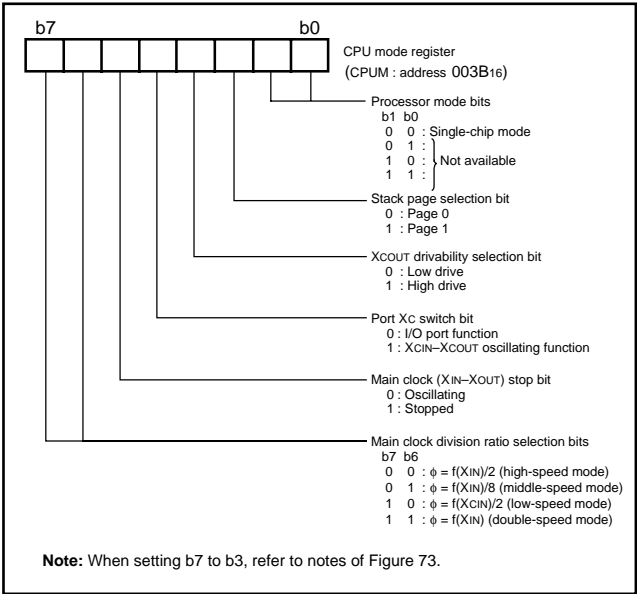 b7 b0
CPU mode register
(CPUM : address 003B16)
Processor mode bits
b1 b0
0 0 : Single-chip mode
0 1 :
1 0 : Not available
1 1 :
Stack page selection bit
0 : Page 0
1 : Page 1
XCOUT drivability selection bit
0 : Low drive
1 : High drive
Port XC switch bit
0 : I/O port function
1 : XCIN–XCOUT oscillating function
Main clock (XIN–XOUT) stop bit
0 : Oscillating
1 : Stopped
Main clock division ratio selection bits
b7 b6
0 0 : φ = f(XIN)/2 (high-speed mode)
0 1 : φ = f(XIN)/8 (middle-speed mode)
1 0 : φ = f(XCIN)/2 (low-speed mode)
1 1 : φ = f(XIN) (double-speed mode)
Note: When setting b7 to b3, refer to notes of Figure 73.